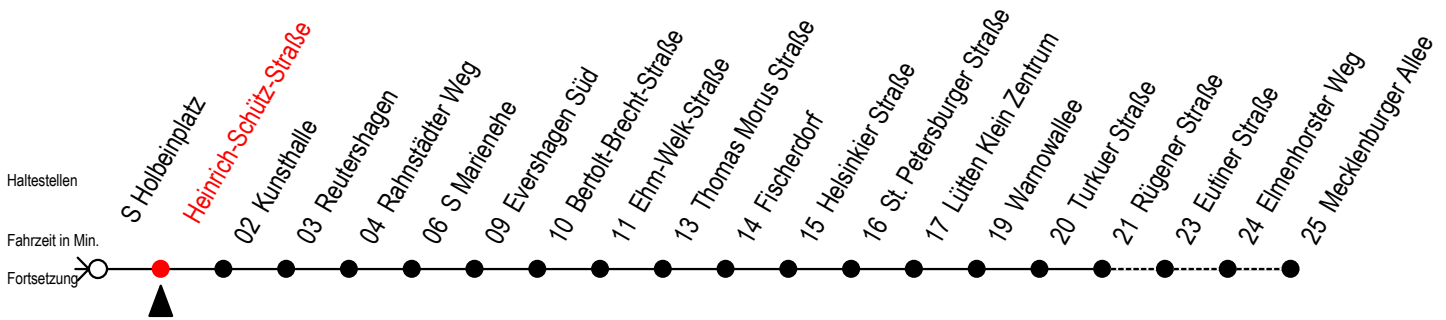 S Holbeinplatz
Heinrich-Schütz-Straße
02 Kunsthalle
03 Reutershagen
04 Rahnstädter Weg
06 S Marienehe
09 Evershagen Süd
10 Bertolt-Brecht-Straße
11 Ehm-Welk-Straße
13 Thomas Morus Straße
14 Fischerdorf
15 Helsinkier Straße
16 St. Petersburger Straße
17 Lütten Klein Zentrum
19 Warnowallee
20 Turkuer Straße
21 Rügener Straße
23 Eutiner Straße
24 Elmenhorster Weg
25 Mecklenburger Allee
Haltestellen
Fahrzeit in Min.
Fortsetzung